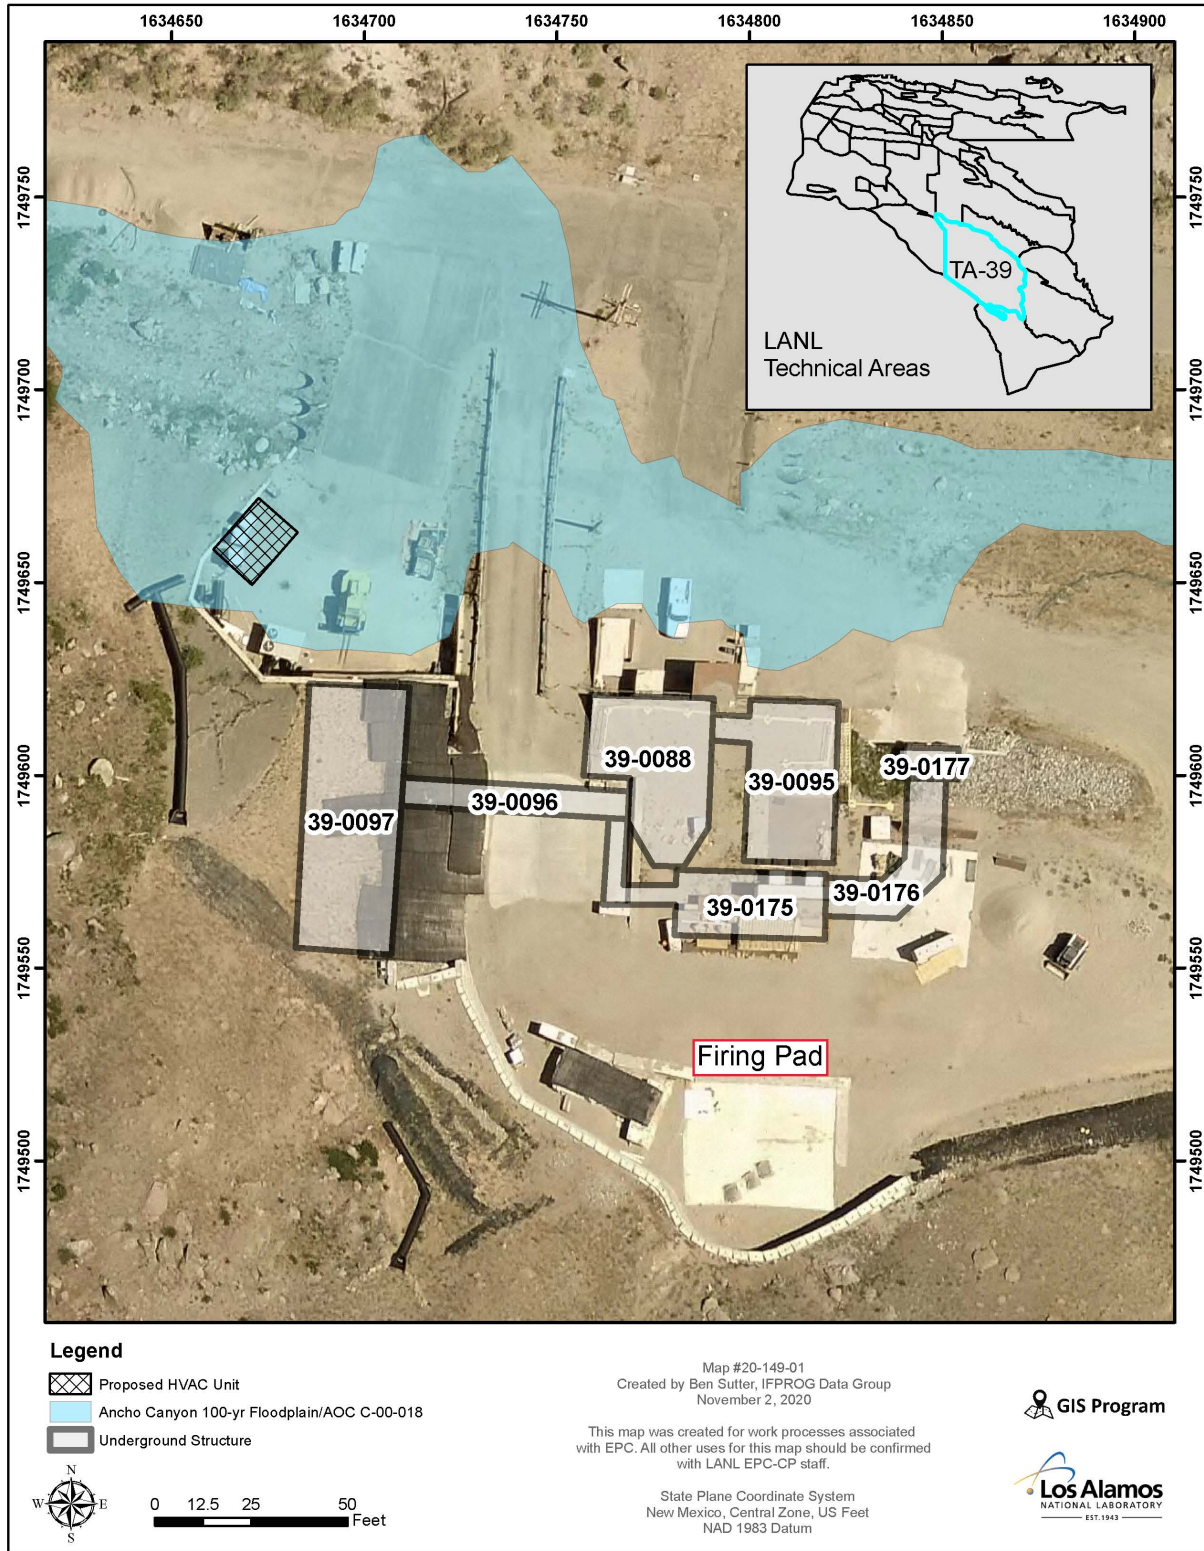 1634650 1634700 1634750 1634800 1634850 1634900
1749750 1749750
TA-39
LANL
Technical Areas
1749700 1749700
1749650 1749650
39-0088
39-0177
39-0095
1749600 1749600
39-0096
39-0097
39-0176
39-0175
1749550 1749550
Firing Pad
1749500 1749500
Legend
Proposed HVAC Unit
Ancho Canyon 100-yr Floodplain/AOC C-00-018
Underground Structure
N
W E
S
0 12.5 25 50
Feet
Map #20-149-01
Created by Ben Sutter, IFPROG Data Group
November 2, 2020
This map was created for work processes associated
with EPC. All other uses for this map should be confirmed
with LANL EPC-CP staff.
State Plane Coordinate System
New Mexico, Central Zone, US Feet
NAD 1983 Datum
GIS Program
Los Alamos
NATIONAL LABORATORY
EST.1943